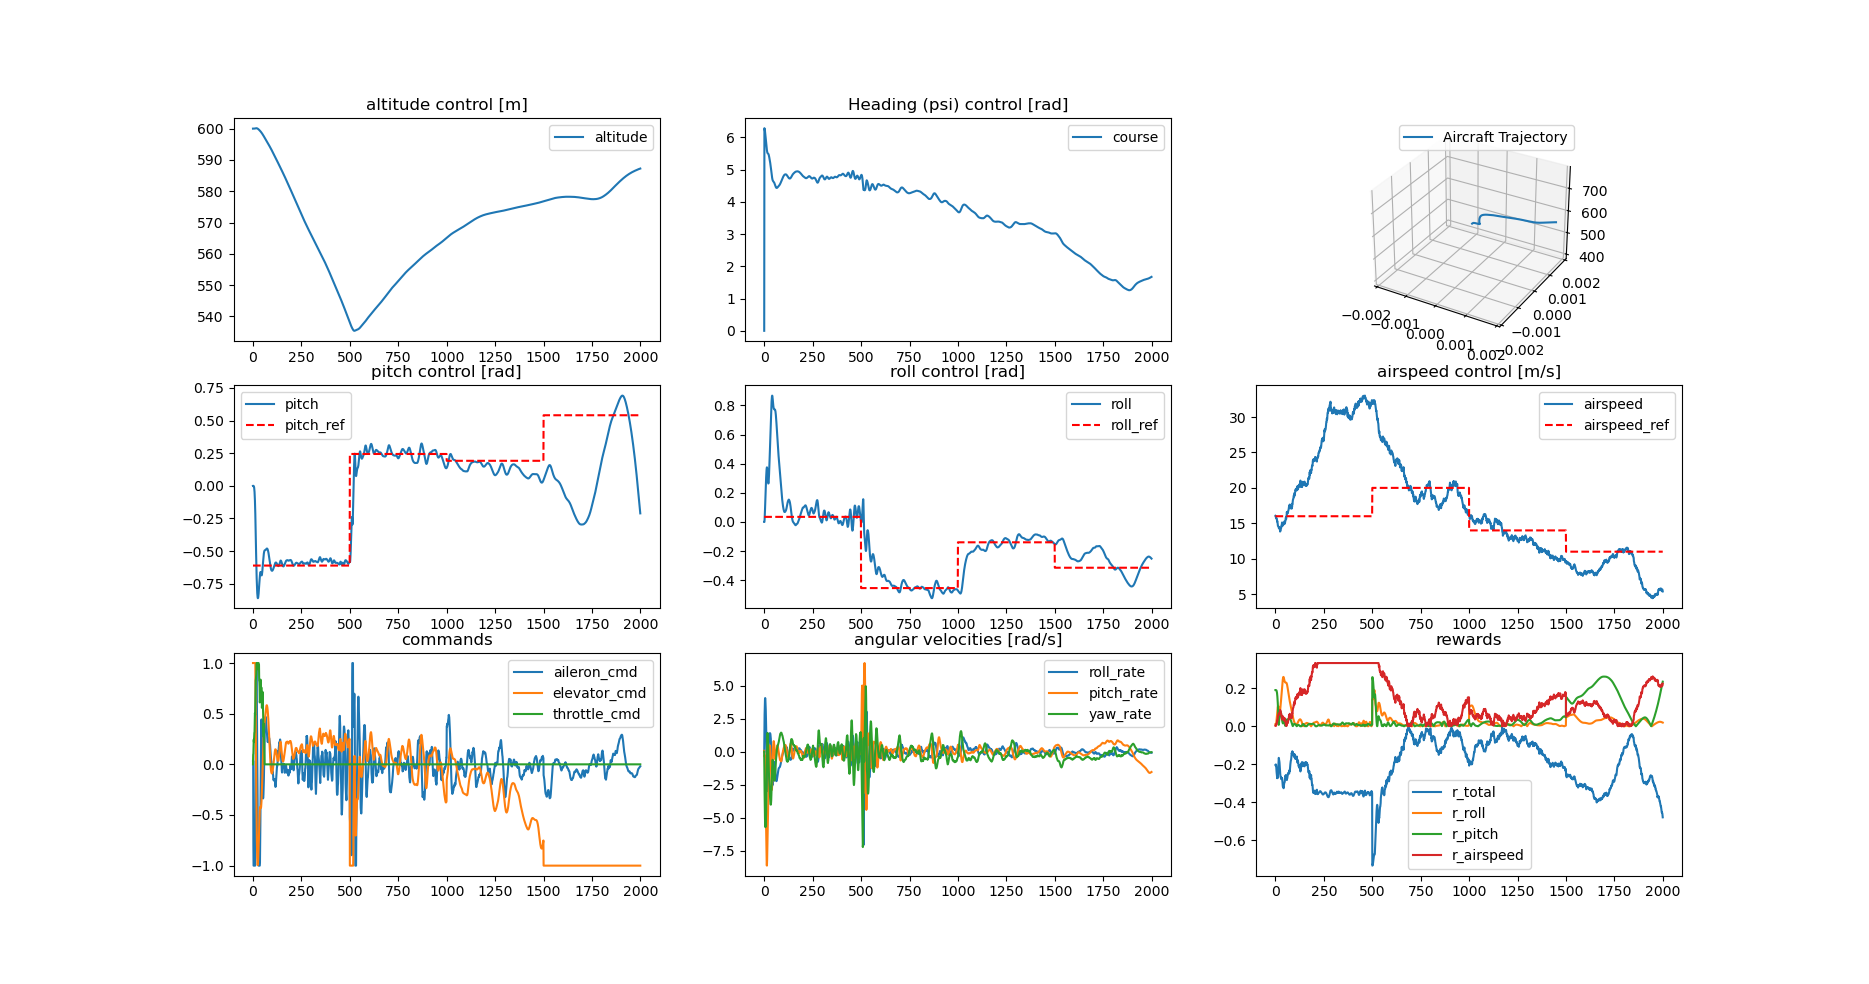 altitude control [m]
600
590
580
570
560
550
540
altitude
0 250 500 750 1000 1250 1500 1750 2000
Heading (psi) control [rad]
6
5
4
3
2
1
0
course
0 250 500 750 1000 1250 1500 1750 2000
Aircraft Trajectory
700
600
500
400
0.002
0.001
0.000
−0.001
−0.002
−0.002
−0.001
0.000
0.001
0.002
pitch control [rad]
0.75
0.50
0.25
0.00
−0.25
−0.50
−0.75
pitch
pitch_ref
0 250 500 750 1000 1250 1500 1750 2000
roll control [rad]
0.8
0.6
0.4
0.2
0.0
−0.2
−0.4
roll
roll_ref
0 250 500 750 1000 1250 1500 1750 2000
airspeed control [m/s]
30
25
20
15
10
5
airspeed
airspeed_ref
0 250 500 750 1000 1250 1500 1750 2000
commands
1.0
0.5
0.0
−0.5
−1.0
aileron_cmd
elevator_cmd
throttle_cmd
0 250 500 750 1000 1250 1500 1750 2000
angular velocities [rad/s]
5.0
2.5
0.0
−2.5
−5.0
−7.5
roll_rate
pitch_rate
yaw_rate
0 250 500 750 1000 1250 1500 1750 2000
rewards
0.2
0.0
−0.2
−0.4
−0.6
r_total
r_roll
r_pitch
r_airspeed
0 250 500 750 1000 1250 1500 1750 2000